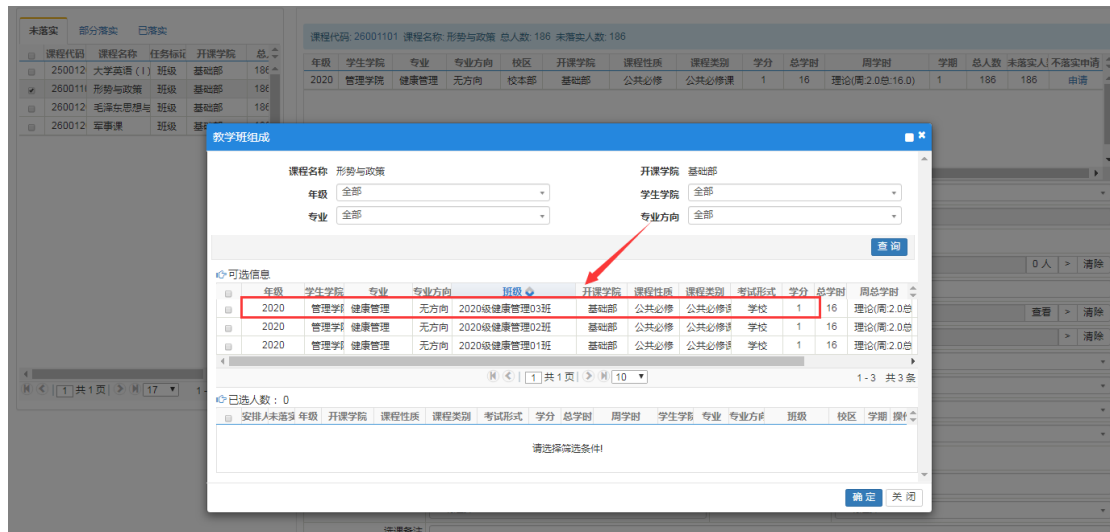 未落实 部分落实 已落实
课程代码 课程名称 任务标记 开课学院 总
250012 大学英语（I） 班级 基础部 186
260011 形势与政策 班级 基础部 186
260012 毛泽东思想与 班级 基础部 186
260012 军事课 班级
1 共1页 17 1-
课程代码: 26001101 课程名称: 形势与政策 总人数: 186 未落实人数: 186
年级 学生学院 专业 专业方向 校区 开课学院 课程性质 课程类别 学分 总学时 周学时 学期 总人数 未落实人 不落实申请
2020 管理学院 健康管理 无方向 校本部 基础部 公共必修 公共必修课 1 16 理论(周:2.0总:16.0) 1 186 186 申请
教学班组成
课程名称 形势与政策 开课学院 基础部
年级 全部 学生学院 全部
专业 全部 专业方向 全部
查询
可选信息
年级 学生学院 专业 专业方向 班级 开课学院 课程性质 课程类别 考试形式 学分 总学时 周总学时
2020 管理学 健康管理 无方向 2020级健康管理03班 基础部 公共必修 公共必修课 学校 1 16 理论(周:2.0总
2020 管理学 健康管理 无方向 2020级健康管理02班 基础部 公共必修 公共必修课 学校 1 16 理论(周:2.0总
2020 管理学 健康管理 无方向 2020级健康管理01班 基础部 公共必修 公共必修课 学校 1 16 理论(周:2.0总
1 共1页 10 1-3 共3条
已选人数：0
安排人 未落实 年级 开课学院 课程性质 课程类别 考试形式 学分 总学时 周学时 学生学院 专业 专业方向 班级 校区 学期 操作
请选择筛选条件!
确定 关闭
0人 > 清除
查看 > 清除
> 清除
选课备注